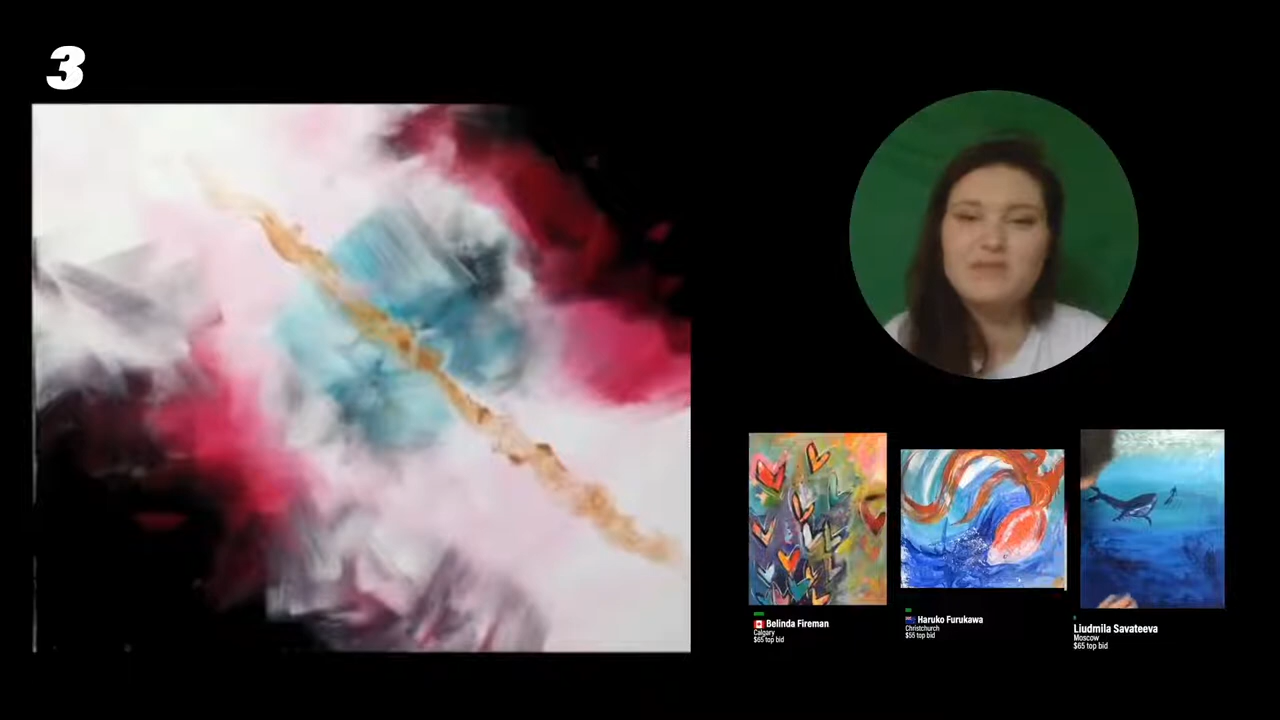 3
Belinda Fireman
Calgary
$65 top bid
Haruko Furukawa
Christchurch
$55 top bid
Liudmila Savateeva
Moscow
$65 top bid